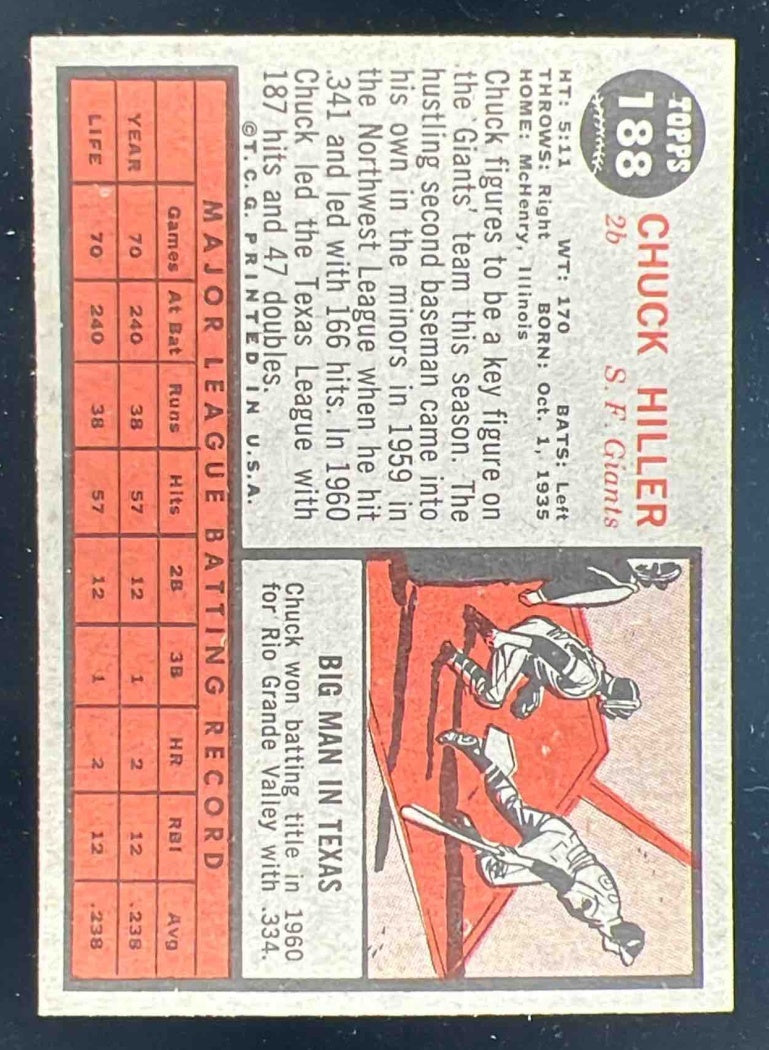 TOPPS
188
CHUCK HILLER
2b S. F. Giants
HT: 5:11 WT: 170 BATS: Left
THROWS: Right BORN: Oct. 1, 1935
HOME: McHenry, Illinois
Chuck figures to be a key figure on
the Giants' team this season. The
hustling second baseman came into
his own in the minors in 1959 in
the Northwest League when he hit
.341 and led with 166 hits. In 1960
Chuck led the Texas League with
187 hits and 47 doubles.
©T. C. G. PRINTED IN U.S.A.
BIG MAN IN TEXAS
Chuck won batting title in 1960
for Rio Grande Valley with .334.
MAJOR LEAGUE BATTING RECORD
Games At Bat Runs Hits 2B 3B HR RBI Avg
YEAR 70 240 38 57 12 1 2 12 .238
LIFE 70 240 38 57 12 1 2 12 .238